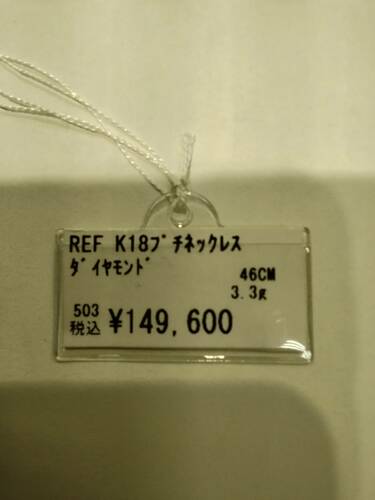 REF K18ﾌﾟﾁﾈｯｸﾚｽ
ﾀﾞｲﾔﾓﾝﾄﾞ
46CM
3.3g
503
税込 ¥149,600